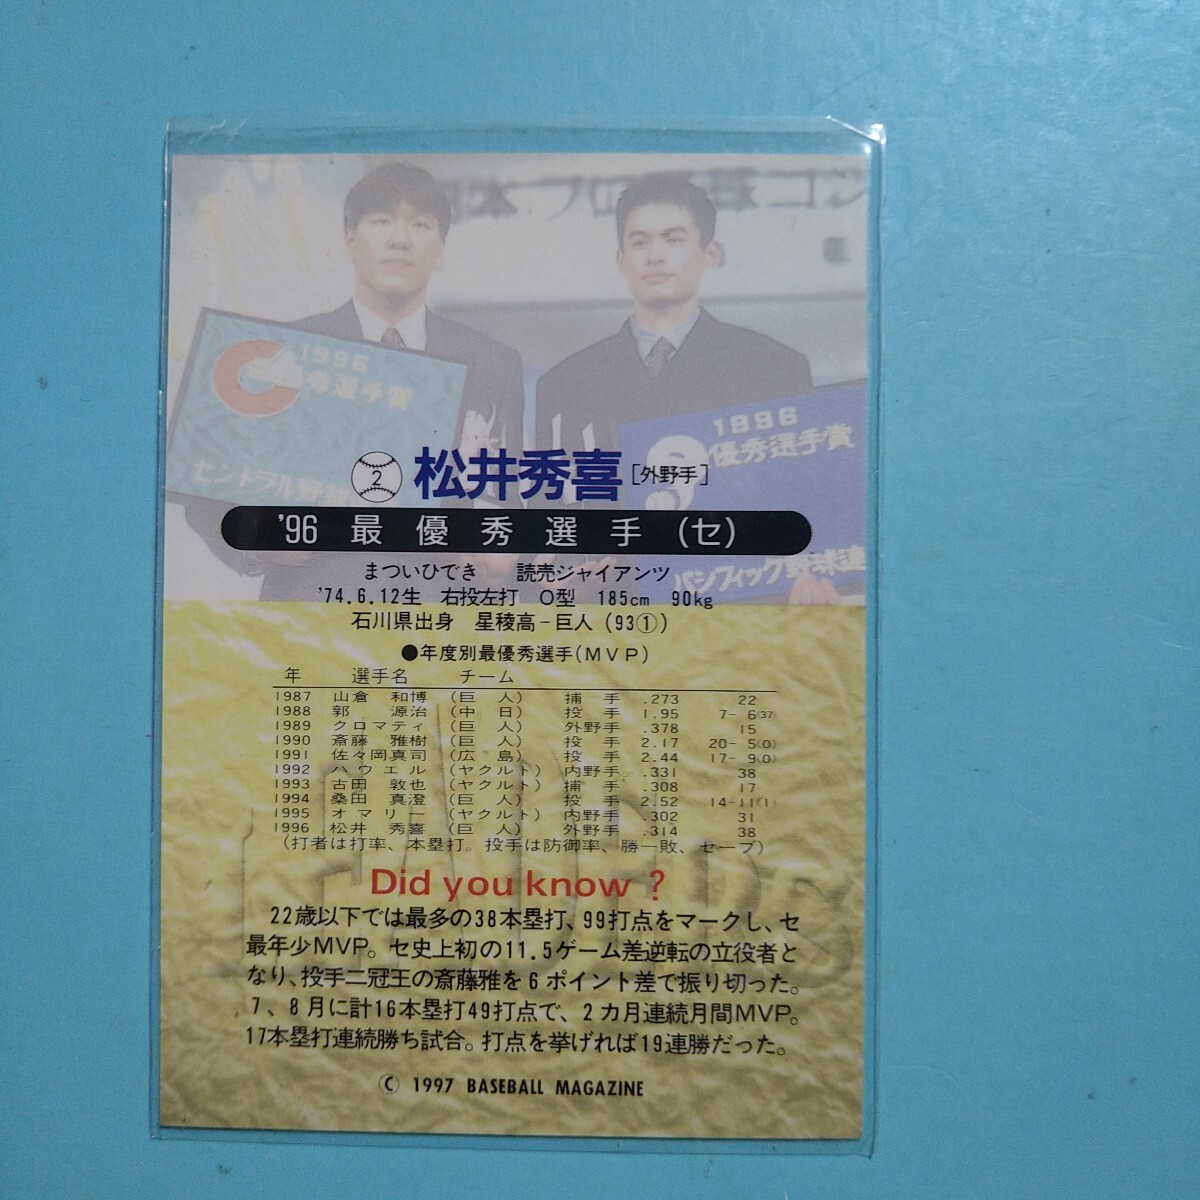 1996
優秀選手賞
セントラル野球
1996
優秀選手賞
パシフィック野球連
2 松井秀喜 [外野手]
'96 最優秀選手 (セ)
まついひでき 読売ジャイアンツ
'74.6.12生 右投左打 O型 185cm 90kg
石川県出身 星稜高-巨人(93①)
●年度別最優秀選手(MVP)
年 選手名 チーム
1987 山倉 和博 (巨 人) 捕 手 .273 22
1988 郭 源治 (中 日) 投 手 1.95 7-6(37)
1989 クロマティ (巨 人) 外野手 .378 15
1990 斎藤 雅樹 (巨 人) 投 手 2.17 20-5(0)
1991 佐々岡真司 (広 島) 投 手 2.44 17-9(0)
1992 ハウエル (ヤクルト) 内野手 .331 38
1993 古田 敦也 (ヤクルト) 捕 手 .308 17
1994 桑田 真澄 (巨 人) 投 手 2.52 14-11(1)
1995 オマリー (ヤクルト) 内野手 .302 31
1996 松井 秀喜 (巨 人) 外野手 .314 38
(打者は打率、本塁打。投手は防御率、勝一敗、セーブ)
Did you know ?
22歳以下では最多の38本塁打、99打点をマークし、セ
最年少MVP。セ史上初の11.5ゲーム差逆転の立役者と
なり、投手二冠王の斎藤雅を6ポイント差で振り切った。
7、8月に計16本塁打49打点で、2カ月連続月間MVP。
17本塁打連続勝ち試合。打点を挙げれば19連勝だった。
© 1997 BASEBALL MAGAZINE